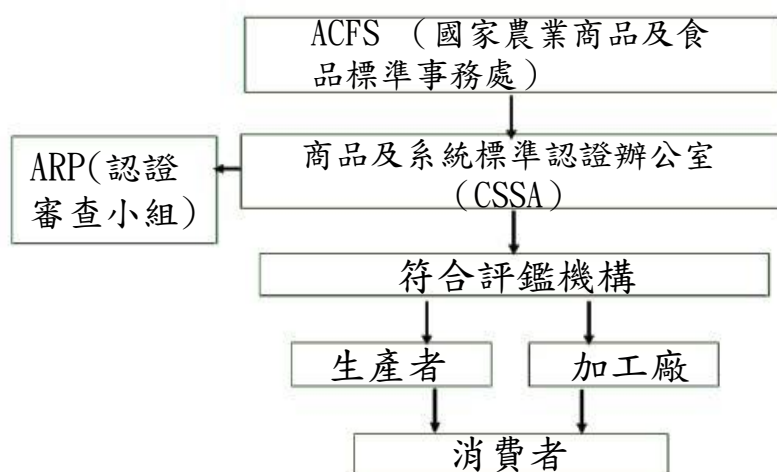 ACFS （國家農業商品及食
品標準事務處）
商品及系統標準認證辦公室
（CSSA）
ARP(認證
審查小組)
符合評鑑機構
生產者
加工廠
消費者